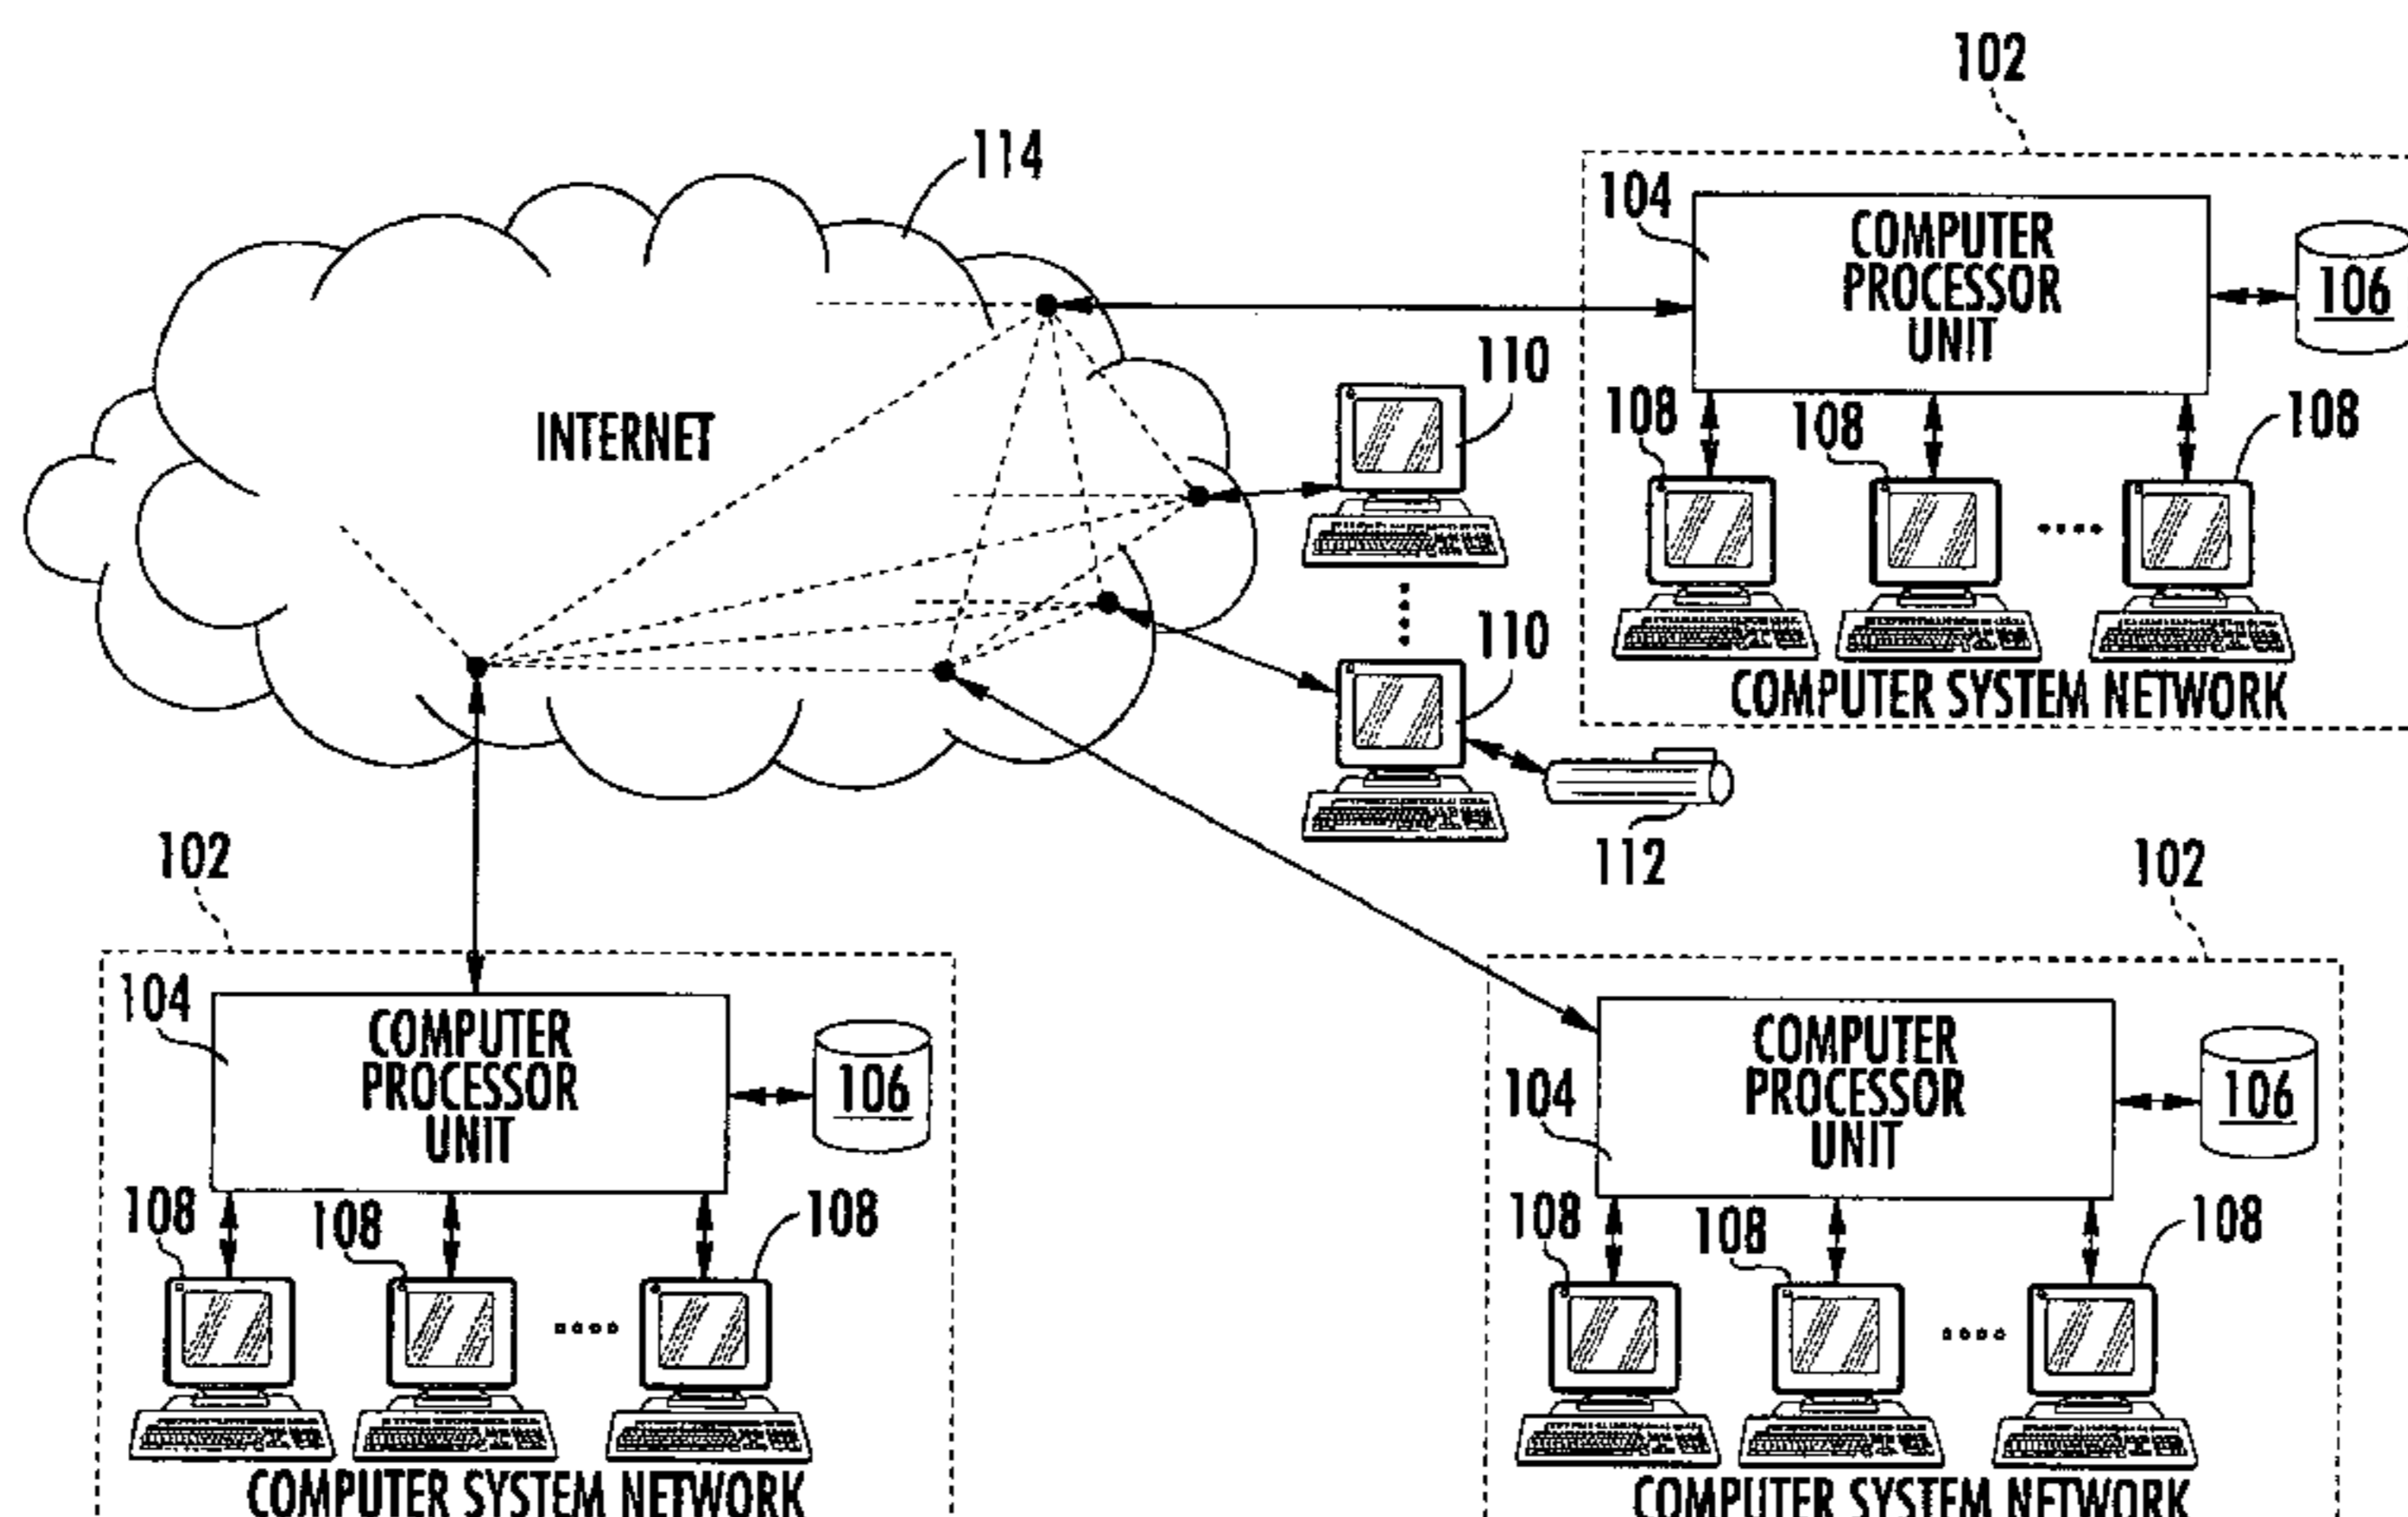 102
114
104
COMPUTER
PROCESSOR
UNIT
106
INTERNET
110
108
108
108
110
COMPUTER SYSTEM NETWORK
112
102
102
104
COMPUTER
PROCESSOR
UNIT
106
104
COMPUTER
PROCESSOR
UNIT
106
108
108
108
108
108
108
COMPUTER SYSTEM NETWORK
COMPUTER SYSTEM NETWORK